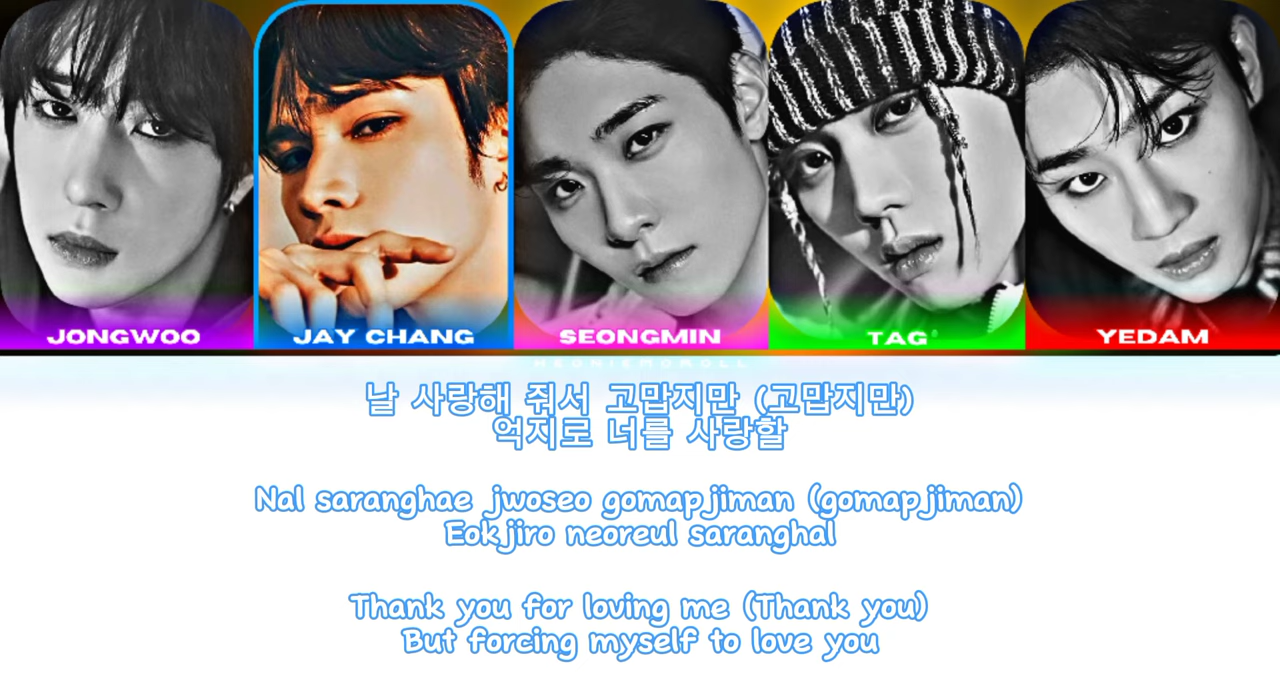 JONGWOO
JAY CHANG
SEONGMIN
TAG
YEDAM
날 사랑해 줘서 고맙지만 (고맙지만)
억지로 너를 사랑할
Nal saranghae jwoseo gomapjiman (gomapjiman)
Eokjiro neoreul saranghal
Thank you for loving me (Thank you)
But forcing myself to love you